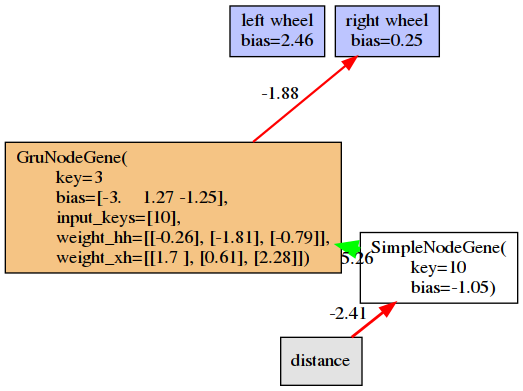 left wheel
bias=2.46
right wheel
bias=0.25
-1.88
GruNodeGene(
key=3
bias=[-3. 1.27 -1.25],
input_keys=[10],
weight_hh=[[-0.26], [-1.81], [-0.79]],
weight_xh=[[1.7 ], [0.61], [2.28]])
5.26
SimpleNodeGene(
key=10
bias=-1.05)
-2.41
distance